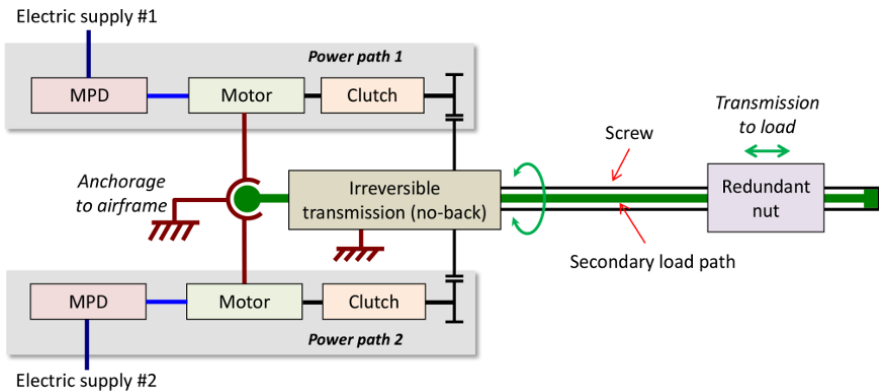 Electric supply #1
Power path 1
MPD
Motor
Clutch
Transmission
to load
Screw
Anchorage
to airframe
Irreversible
transmission (no-back)
Redundant
nut
Secondary load path
MPD
Motor
Clutch
Power path 2
Electric supply #2